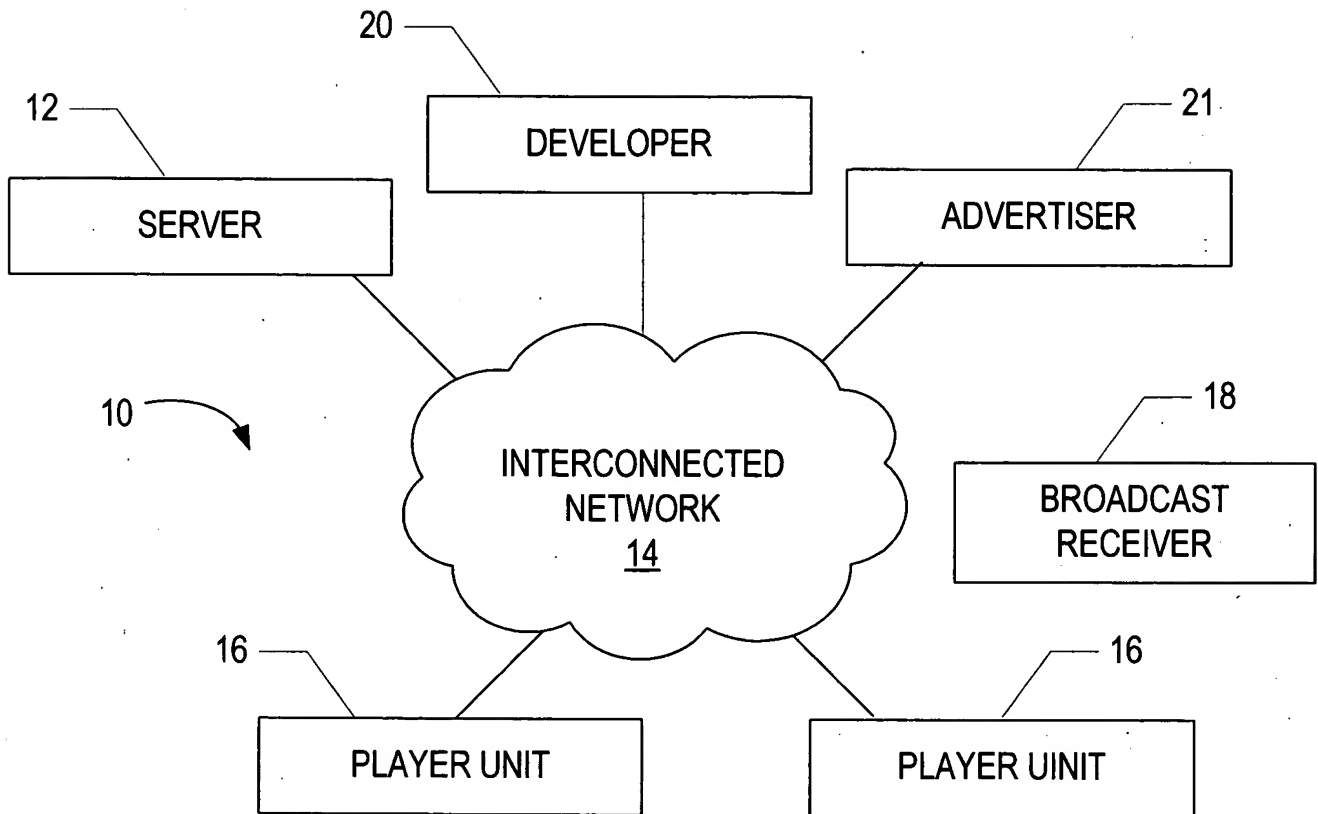 20
12
DEVELOPER
21
SERVER
ADVERTISER
10
18
INTERCONNECTED
NETWORK
14
BROADCAST
RECEIVER
16
16
PLAYER UNIT
PLAYER UINIT